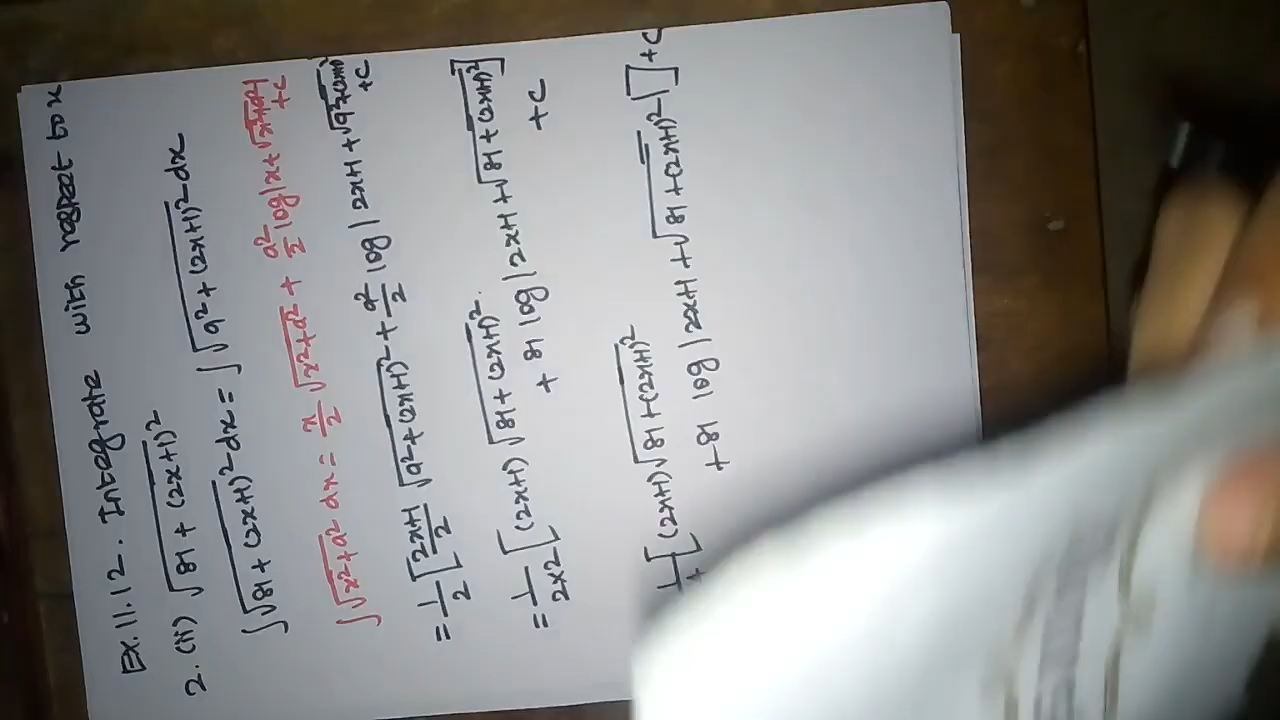 Ex.11.12. Integrate with respect to x
2.(ii) √81 + (2x+1)²
∫√81 + (2x+1)² dx = ∫√9² + (2x+1)² dx
∫√x²+a² dx = x/2 √x²+a² + a²/2 log|x+√x²+a²| +c
= 1/2 [2x+1/2 √9²+(2x+1)² + 9²/2 log|2x+1 + √9²+(2x+1)
+c
= 1/2x2 [(2x+1) √81+(2x+1)²
+ 81 log|2x+1 + √81+(2x+1)²]
+c
[(2x+1) √81+(2x+1)²
+81 log|2x+1 + √81+(2x+1)²|] +c